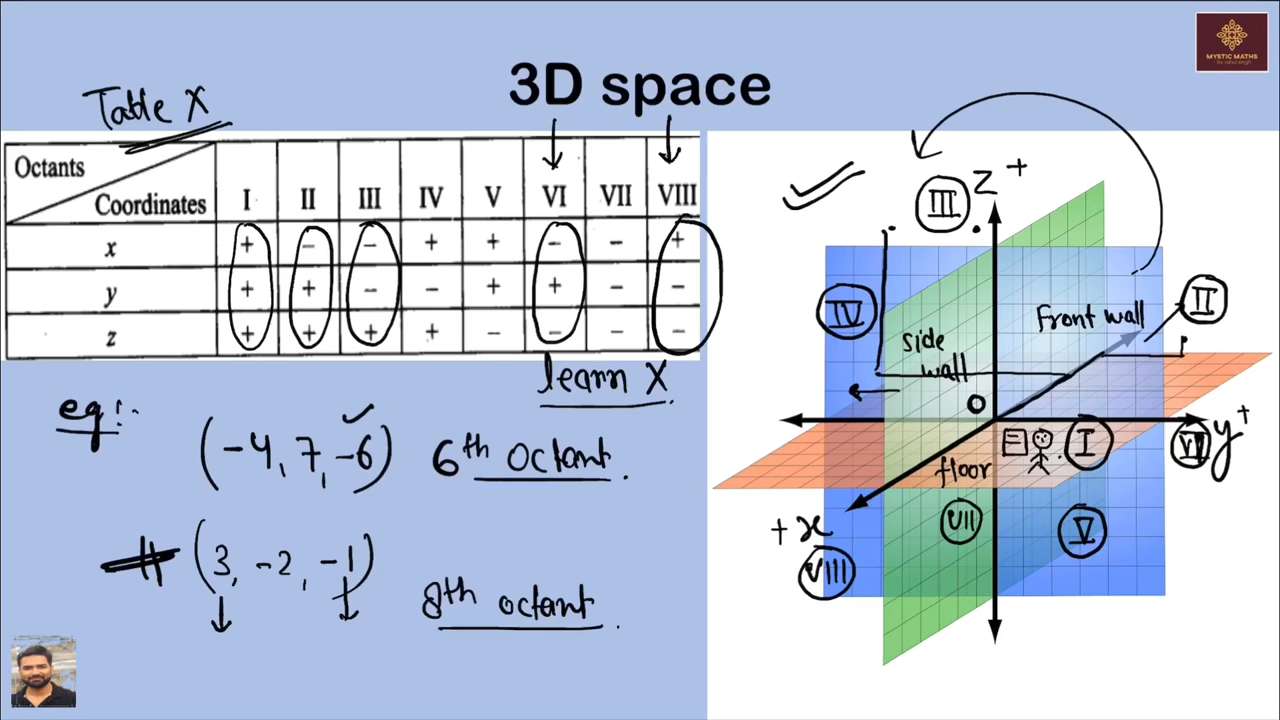 MYSTIC MATHS
3D space
Table X
Octants
Coordinates I II III IV V VI VII VIII
x + − − + + − − +
y + + − − + + − −
z + + + + − − − −
learn X
eg:
(-4, 7, -6) 6th octant.
(3, -2, -1) 8th octant.
z+
III
II
IV
Front wall
side
wall
O
I
VI
y+
floor
+x
VII
V
VIII